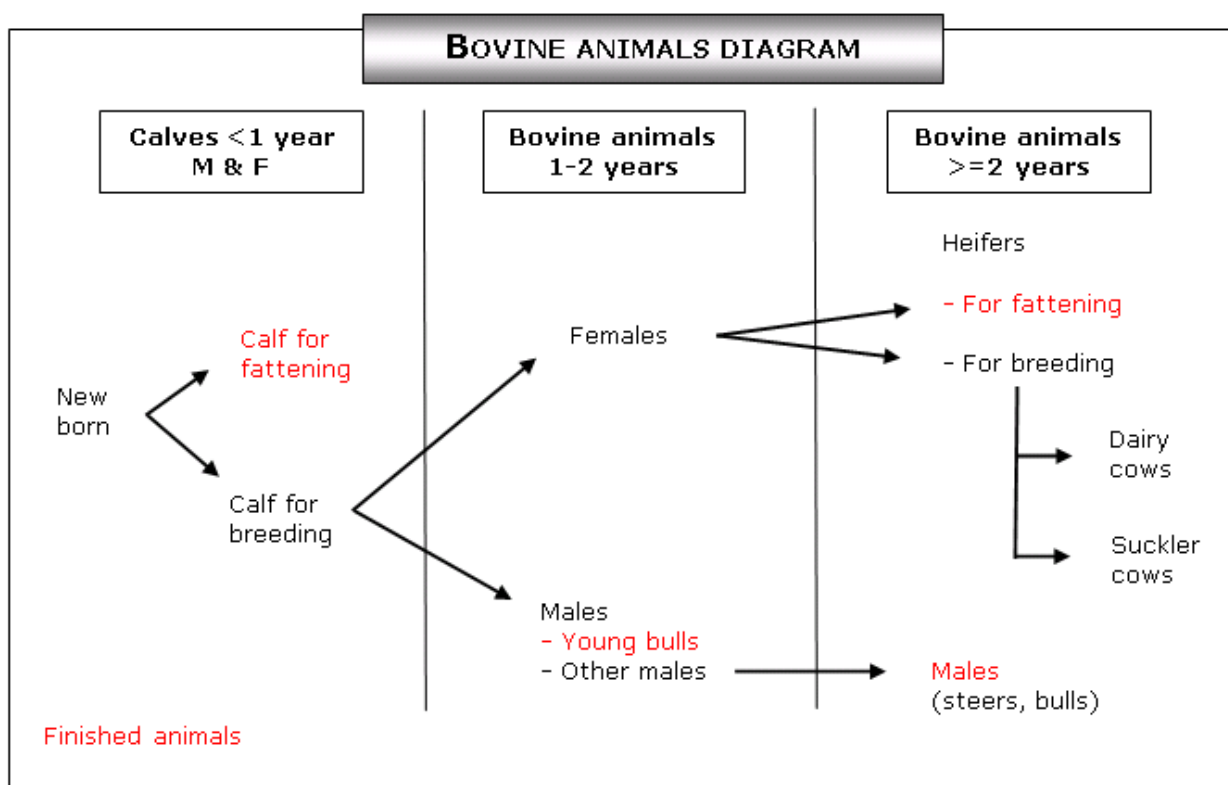 BOVINE ANIMALS DIAGRAM
Calves <1 year
M & F
Bovine animals
1-2 years
Bovine animals
>=2 years
New
born
Calf for
fattening
Calf for
breeding
Females
Males
- Young bulls
- Other males
Heifers
- For fattening
- For breeding
Dairy
cows
Suckler
cows
Males
(steers, bulls)
Finished animals